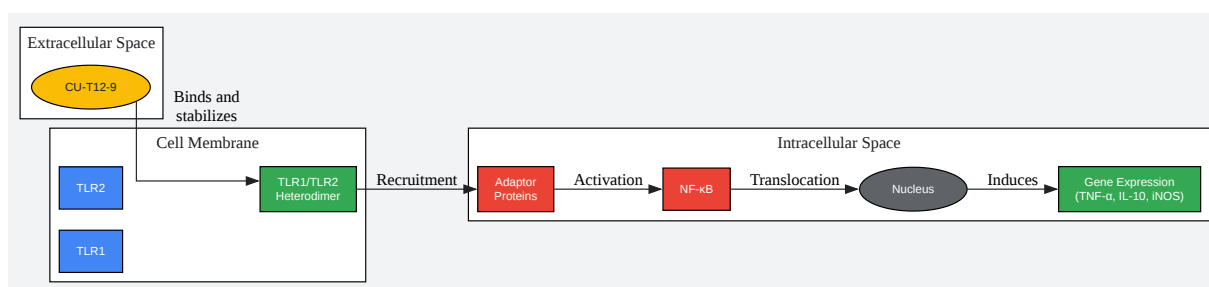 Extracellular Space
CU-T12-9
Binds and
stabilizes
Cell Membrane
TLR2
TLR1/TLR2
Heterodimer
TLR1
Recruitment
Intracellular Space
Adaptor
Proteins
Activation
NF-κB
Translocation
Nucleus
Induces
Gene Expression
(TNF-α, IL-10, iNOS)